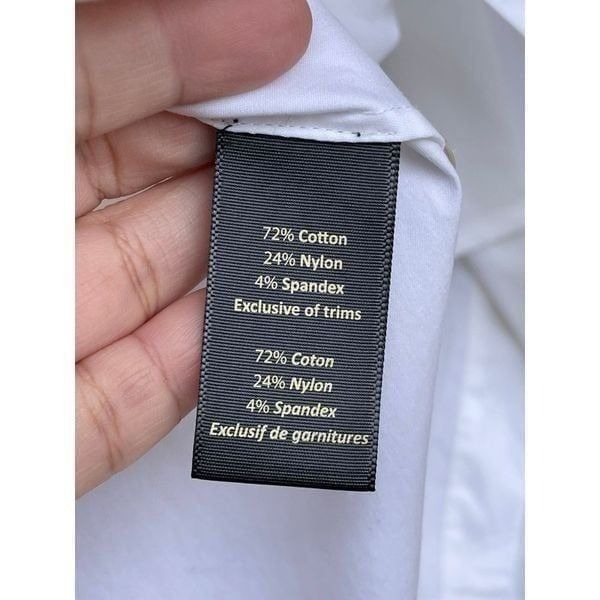 72% Cotton
24% Nylon
4% Spandex
Exclusive of trims
72% Coton
24% Nylon
4% Spandex
Exclusif de garnitures